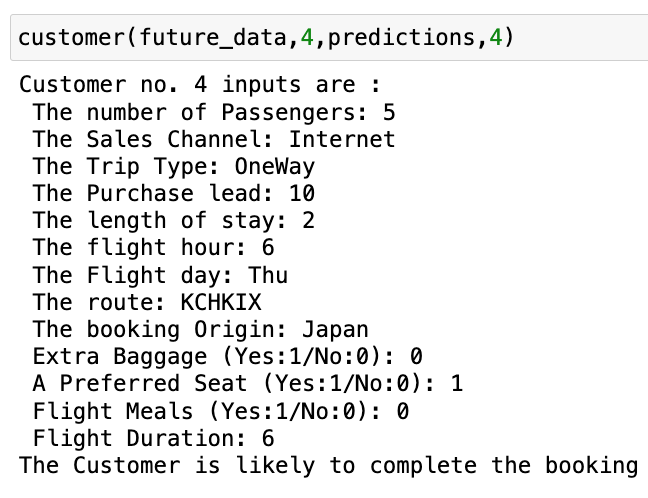 customer(future_data,4,predictions,4)
Customer no. 4 inputs are :
The number of Passengers: 5
The Sales Channel: Internet
The Trip Type: OneWay
The Purchase lead: 10
The length of stay: 2
The flight hour: 6
The Flight day: Thu
The route: KCHKIX
The booking Origin: Japan
Extra Baggage (Yes:1/No:0): 0
A Preferred Seat (Yes:1/No:0): 1
Flight Meals (Yes:1/No:0): 0
Flight Duration: 6
The Customer is likely to complete the booking